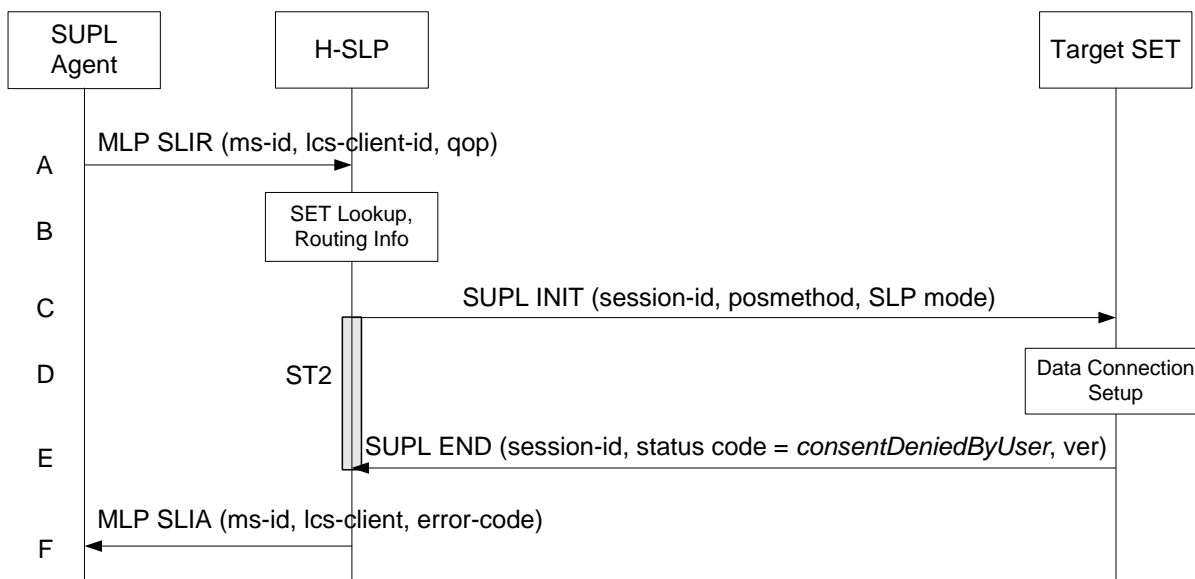 SUPL
Agent
H-SLP
Target SET
MLP SLIR (ms-id, lcs-client-id, qop)
A
SET Lookup,
Routing Info
B
SUPL INIT (session-id, posmethod, SLP mode)
C
D
ST2
Data Connection
Setup
SUPL END (session-id, status code = consentDeniedByUser, ver)
E
MLP SLIA (ms-id, lcs-client, error-code)
F